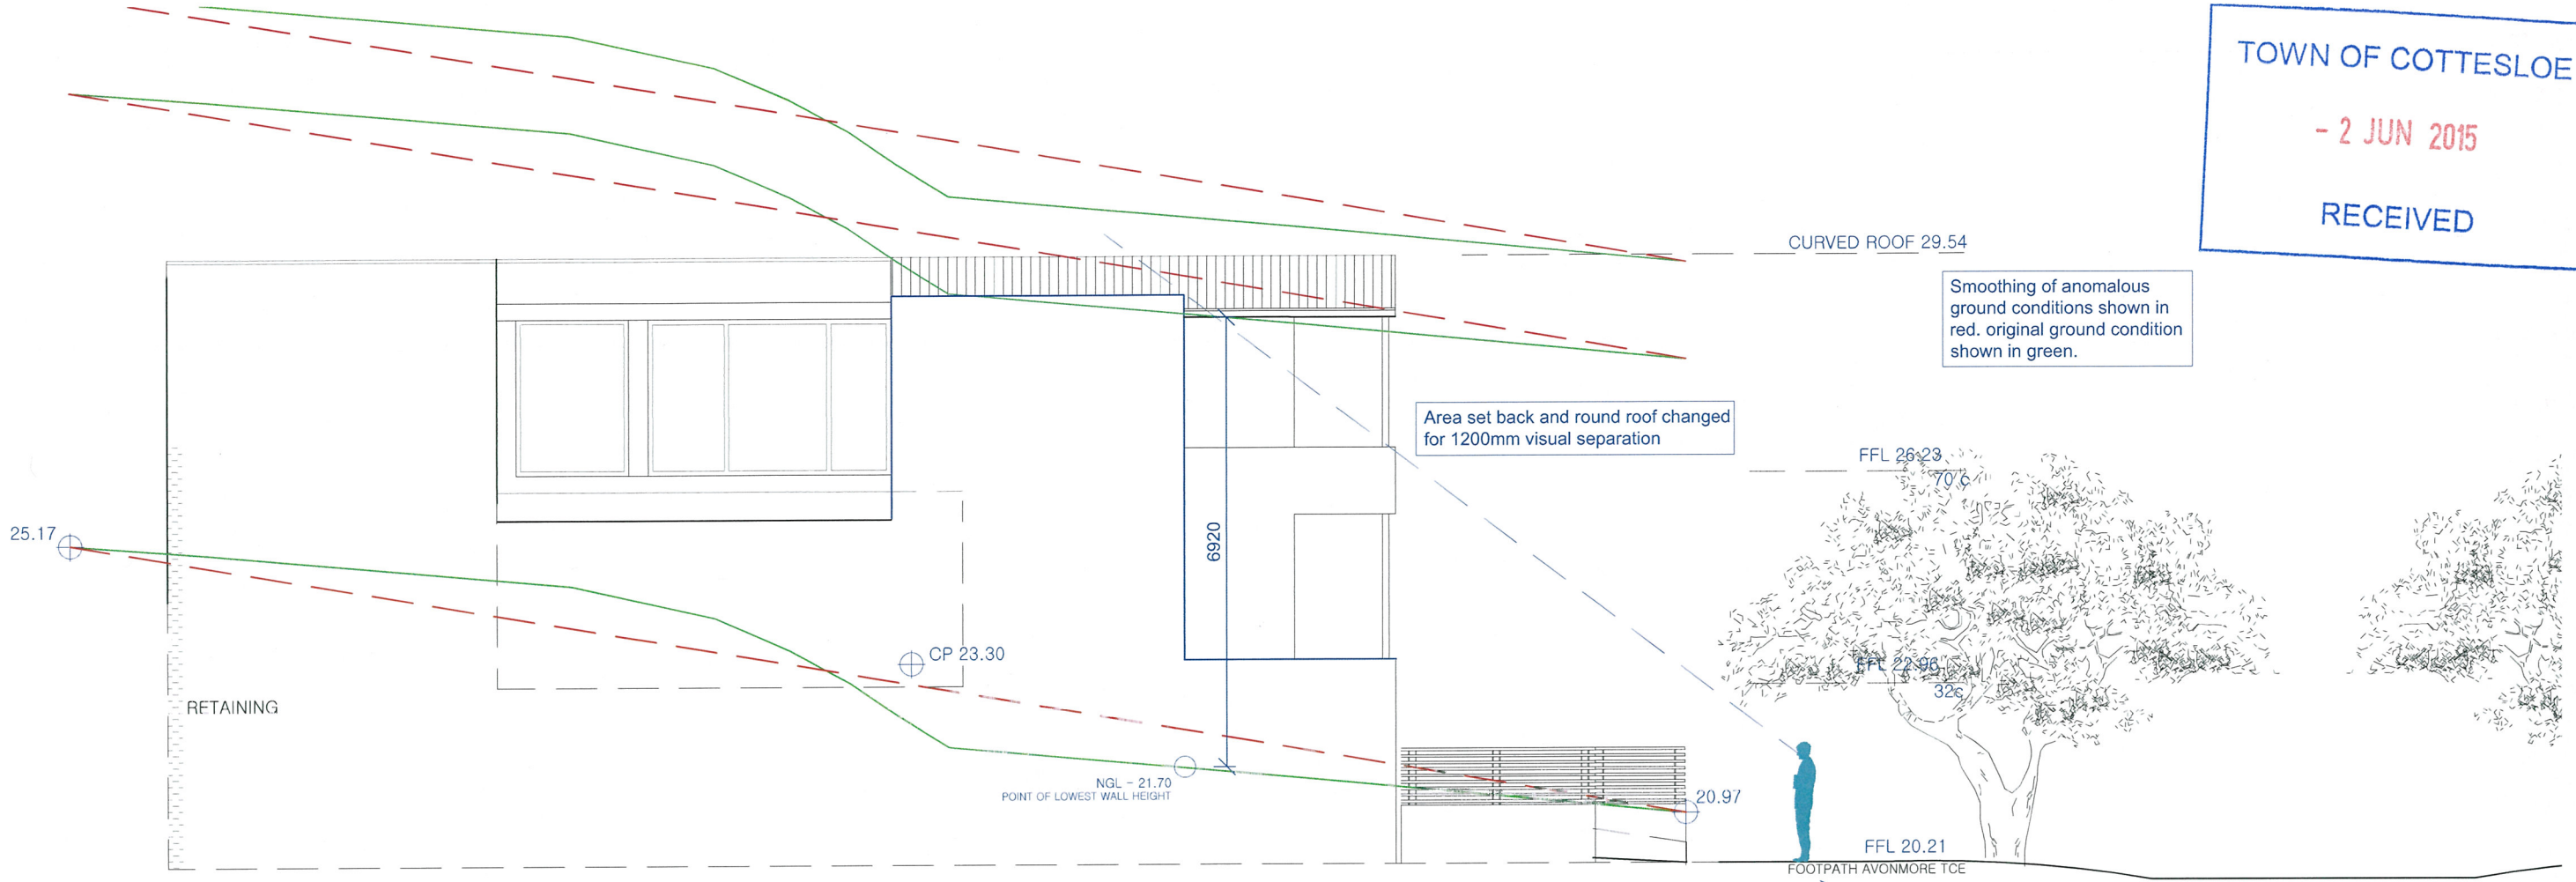 TOWN OF COTTESLOE
- 2 JUN 2015
RECEIVED
CURVED ROOF 29.54
Smoothing of anomalous
ground conditions shown in
red. original ground condition
shown in green.
Area set back and round roof changed
for 1200mm visual separation
FFL 26.23
70 c
25.17
6920
CP 23.30
FFL 22.96
32c
RETAINING
NGL - 21.70
POINT OF LOWEST WALL HEIGHT
20.97
FFL 20.21
FOOTPATH AVONMORE TCE